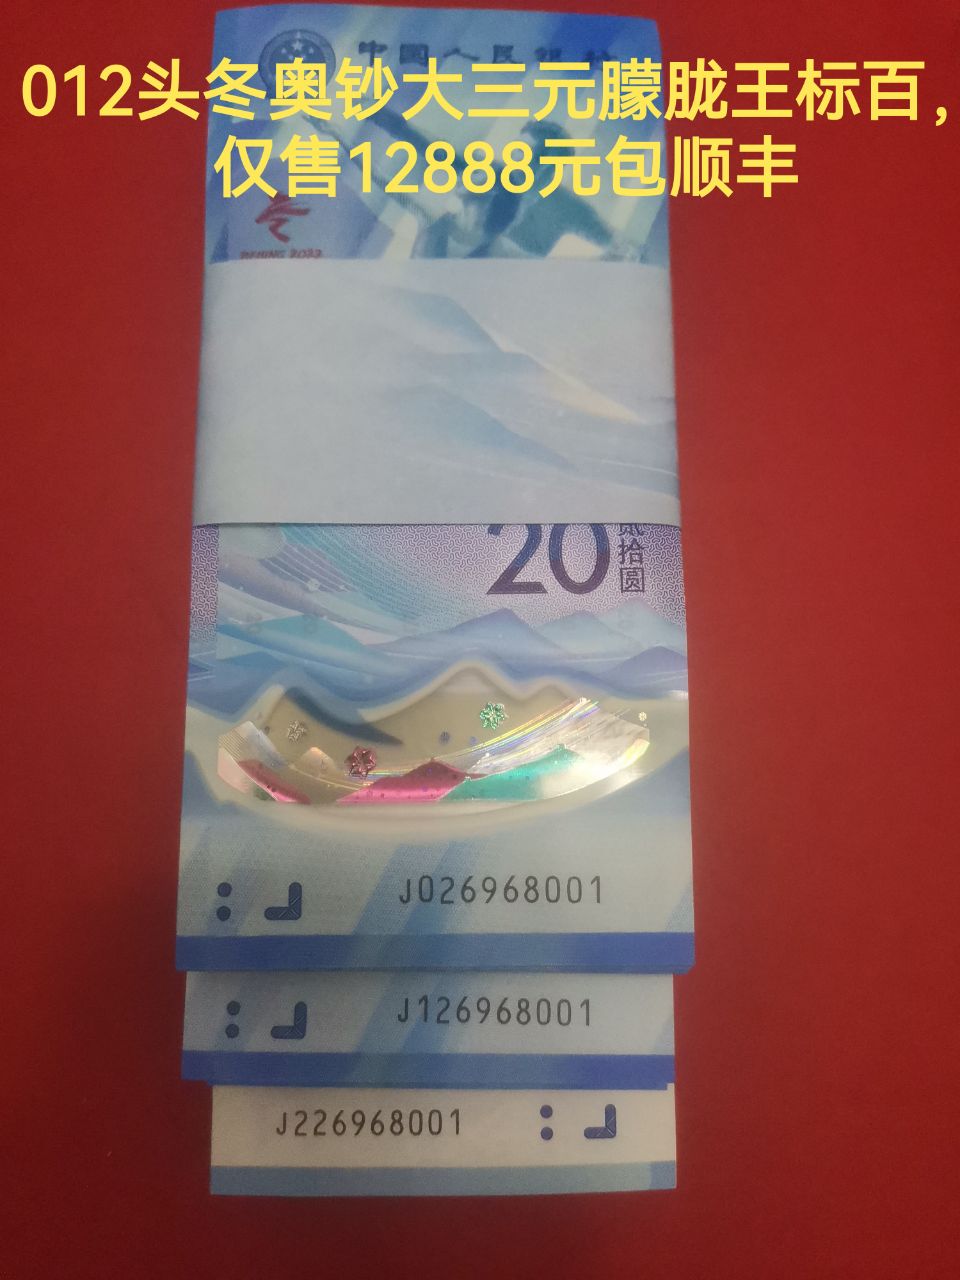 012头冬奥钞大三元朦胧王标百,
仅售12888元包顺丰
中国人民银行
BEIJING 2022
20
贰拾圆
J026968001
J126968001
J226968001